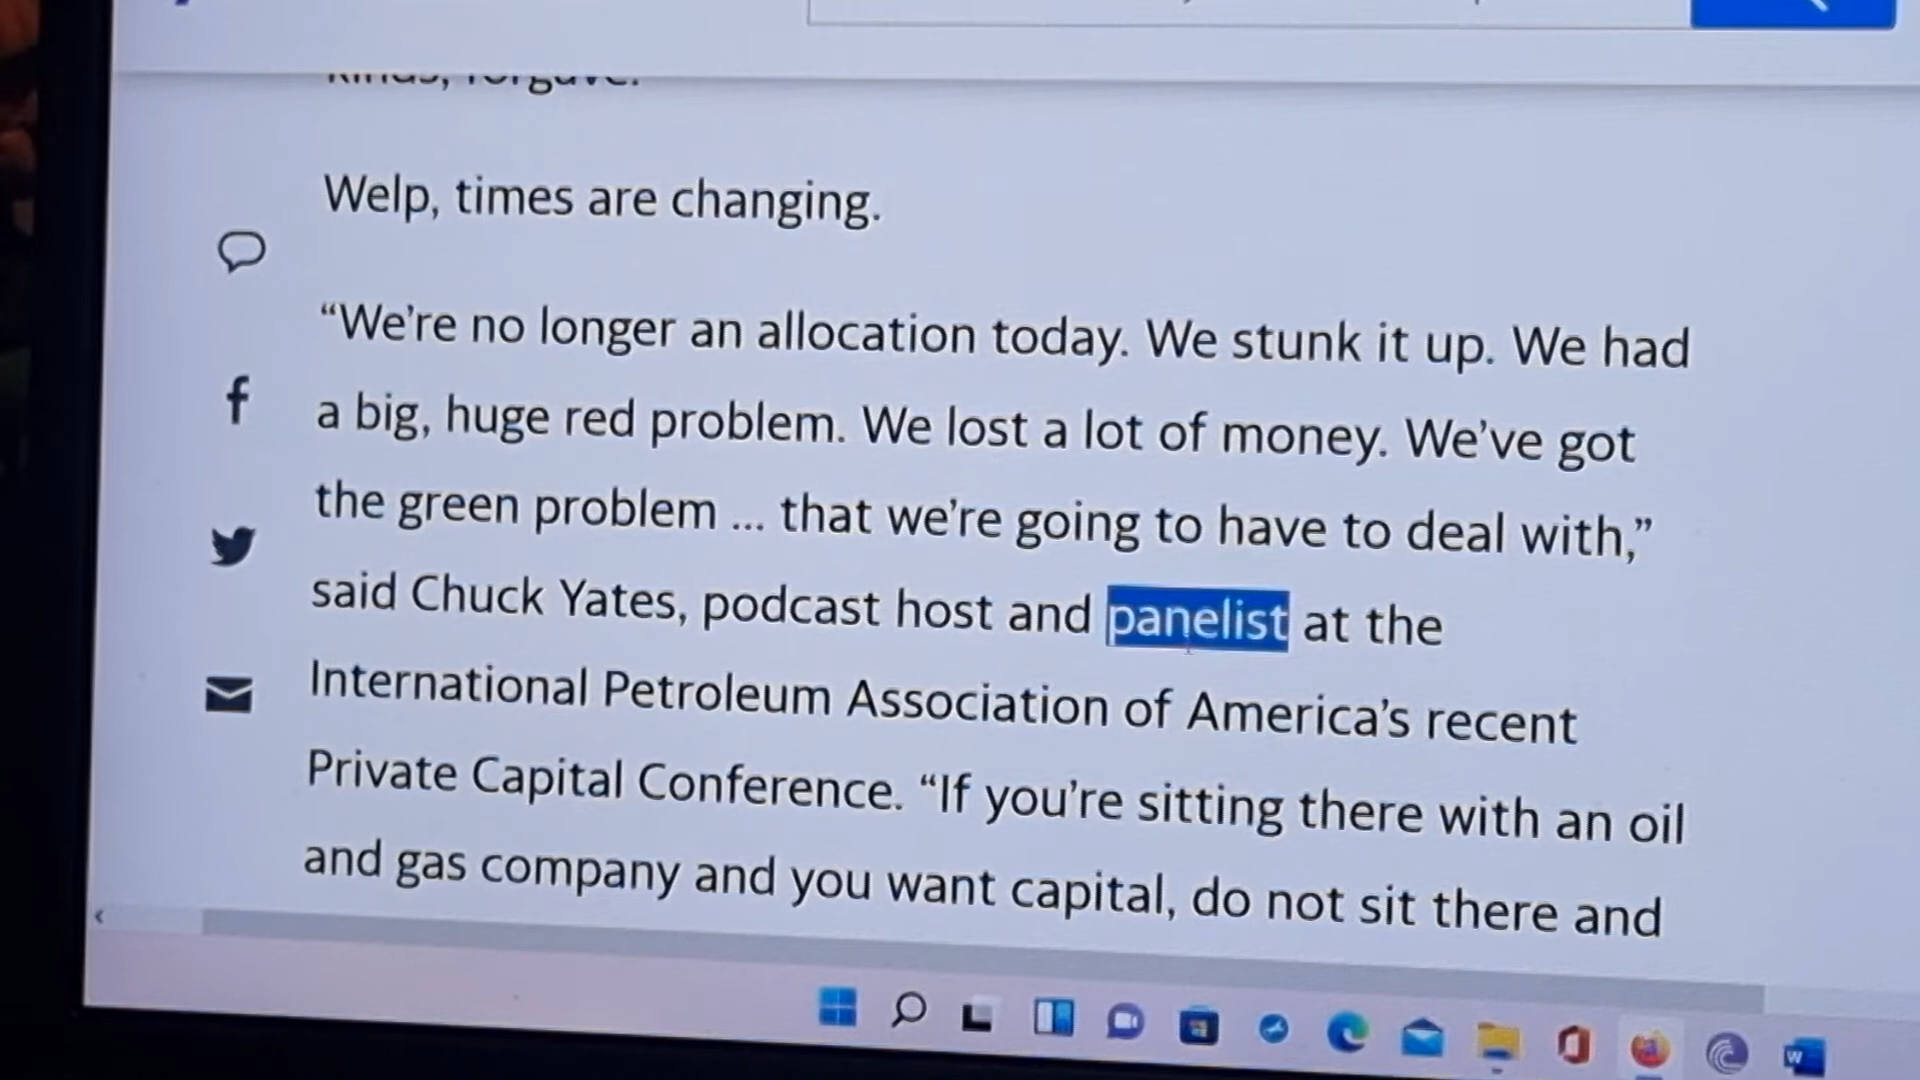 Welp, times are changing.
“We’re no longer an allocation today. We stunk it up. We had
a big, huge red problem. We lost a lot of money. We’ve got
the green problem ... that we’re going to have to deal with,”
said Chuck Yates, podcast host and panelist at the
International Petroleum Association of America’s recent
Private Capital Conference. “If you’re sitting there with an oil
and gas company and you want capital, do not sit there and